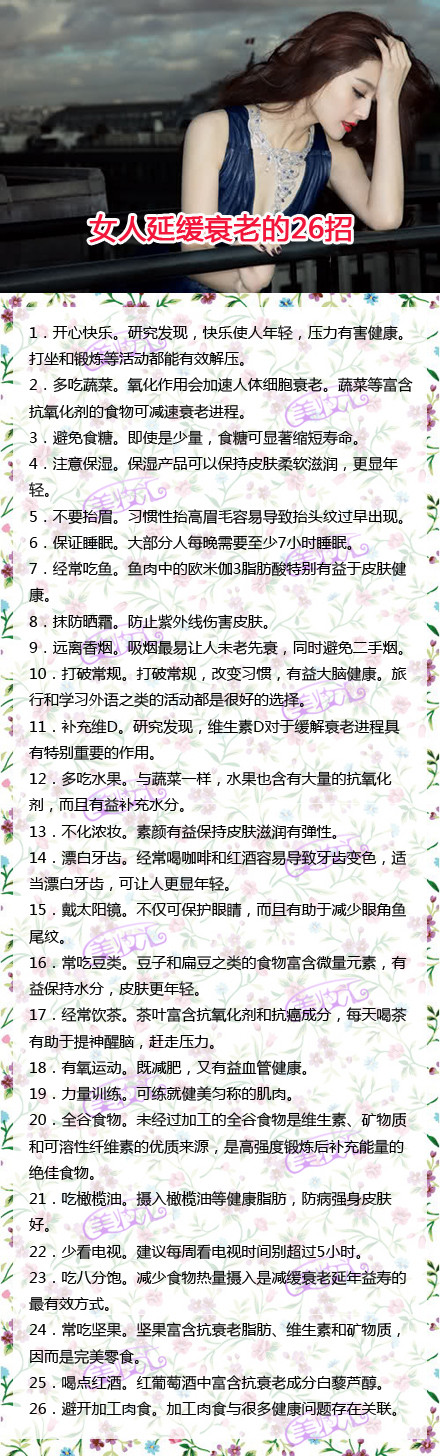 女人延缓衰老的26招
1．开心快乐。研究发现，快乐使人年轻，压力有害健康。
打坐和锻炼等活动都能有效解压。
2．多吃蔬菜。氧化作用会加速人体细胞衰老。蔬菜等富含
抗氧化剂的食物可减速衰老进程。
3．避免食糖。即使是少量，食糖可显著缩短寿命。
4．注意保湿。保湿产品可以保持皮肤柔软滋润，更显年
轻。
5．不要抬眉。习惯性抬高眉毛容易导致抬头纹过早出现。
6．保证睡眠。大部分人每晚需要至少7小时睡眠。
7．经常吃鱼。鱼肉中的欧米伽3脂肪酸特别有益于皮肤健
康。
8．抹防晒霜。防止紫外线伤害皮肤。
9．远离香烟。吸烟最易让人未老先衰，同时避免二手烟。
10．打破常规。打破常规，改变习惯，有益大脑健康。旅
行和学习外语之类的活动都是很好的选择。
11．补充维D。研究发现，维生素D对于缓解衰老进程具
有特别重要的作用。
12．多吃水果。与蔬菜一样，水果也含有大量的抗氧化
剂，而且有益补充水分。
13．不化浓妆。素颜有益保持皮肤滋润有弹性。
14．漂白牙齿。经常喝咖啡和红酒容易导致牙齿变色，适
当漂白牙齿，可让人更显年轻。
15．戴太阳镜。不仅可保护眼睛，而且有助于减少眼角鱼
尾纹。
16．常吃豆类。豆子和扁豆之类的食物富含微量元素，有
益保持水分，皮肤更年轻。
17．经常饮茶。茶叶富含抗氧化剂和抗癌成分，每天喝茶
有助于提神醒脑，赶走压力。
18．有氧运动。既减肥，又有益血管健康。
19．力量训练。可练就健美匀称的肌肉。
20．全谷食物。未经过加工的全谷食物是维生素、矿物质
和可溶性纤维素的优质来源，是高强度锻炼后补充能量的
绝佳食物。
21．吃橄榄油。摄入橄榄油等健康脂肪，防病强身皮肤
好。
22．少看电视。建议每周看电视时间别超过5小时。
23．吃八分饱。减少食物热量摄入是减缓衰老延年益寿的
最有效方式。
24．常吃坚果。坚果富含抗衰老脂肪、维生素和矿物质，
因而是完美零食。
25．喝点红酒。红葡萄酒中富含抗衰老成分白藜芦醇。
26．避开加工肉食。加工肉食与很多健康问题存在关联。